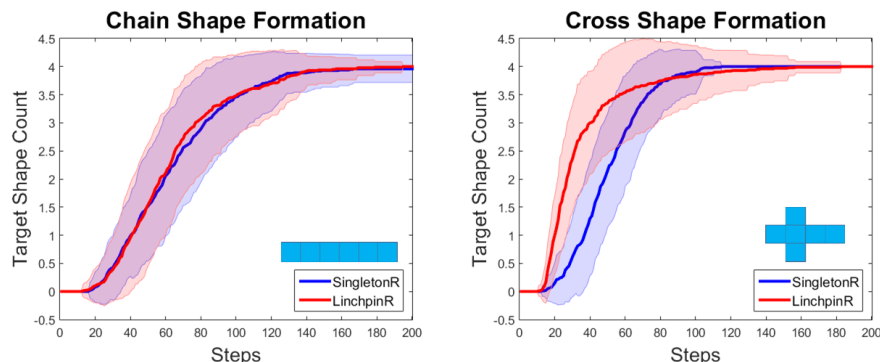 Chain Shape Formation
Target Shape Count
4.5
4
3.5
3
2.5
2
1.5
1
0.5
0
-0.5
0 20 40 60 80 100 120 140 160 180 200
Steps
SingletonR
LinchpinR
Cross Shape Formation
Target Shape Count
4.5
4
3.5
3
2.5
2
1.5
1
0.5
0
-0.5
0 20 40 60 80 100 120 140 160 180 200
Steps
SingletonR
LinchpinR